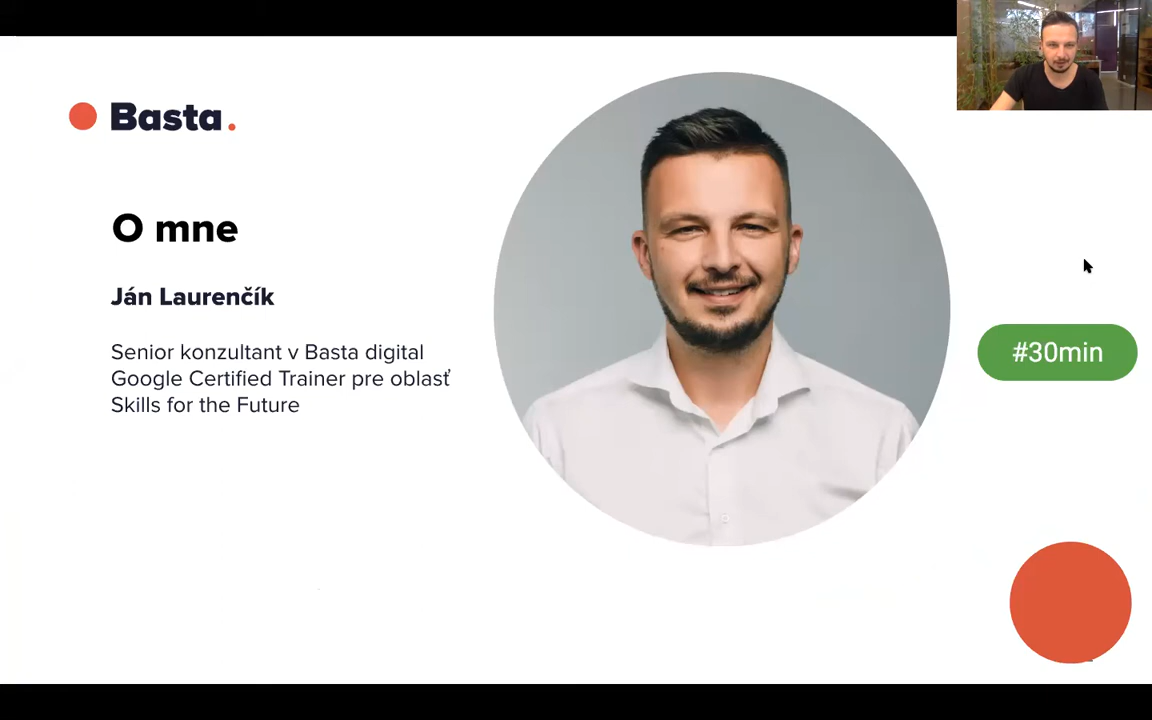 Basta.
O mne
Ján Laurenčík
Senior konzultant v Basta digital
Google Certified Trainer pre oblasť
Skills for the Future
#30min